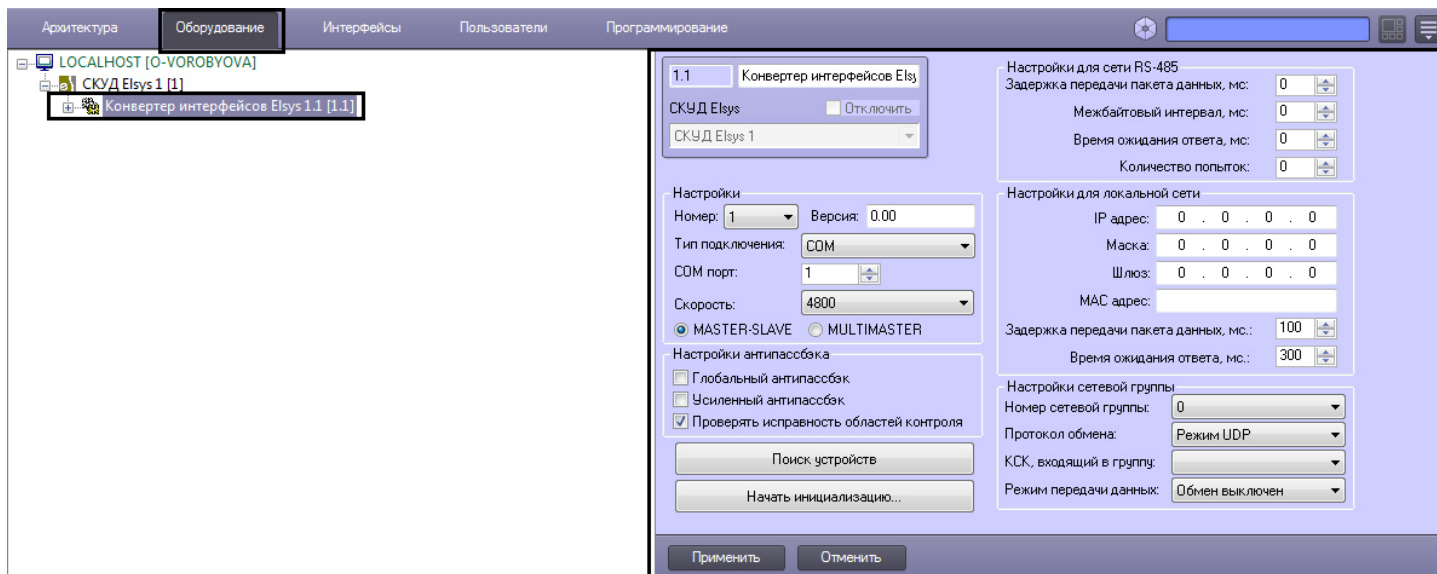 Архитектура Оборудование Интерфейсы Пользователи Программирование
LOCALHOST [O-VOROBYOVA]
СКУД Elsys 1 [1]
Конвертер интерфейсов Elsys 1.1 [1.1]
1.1 Конвертер интерфейсов Elsy
СКУД Elsys Отключить
СКУД Elsys 1
Настройки
Номер: 1 Версия: 0.00
Тип подключения: COM
COM порт: 1
Скорость: 4800
MASTER-SLAVE MULTIMASTER
Настройки антипассбэка
Глобальный антипассбэк
Усиленный антипассбэк
Проверять исправность областей контроля
Поиск устройств
Начать инициализацию...
Настройки для сети RS-485
Задержка передачи пакета данных, мс: 0
Межбайтовый интервал, мс: 0
Время ожидания ответа, мс: 0
Количество попыток: 0
Настройки для локальной сети
IP адрес: 0 . 0 . 0 . 0
Маска: 0 . 0 . 0 . 0
Шлюз: 0 . 0 . 0 . 0
MAC адрес:
Задержка передачи пакета данных, мс.: 100
Время ожидания ответа, мс.: 300
Настройки сетевой группы
Номер сетевой группы: 0
Протокол обмена: Режим UDP
КСК, входящий в группу:
Режим передачи данных: Обмен выключен
Применить Отменить